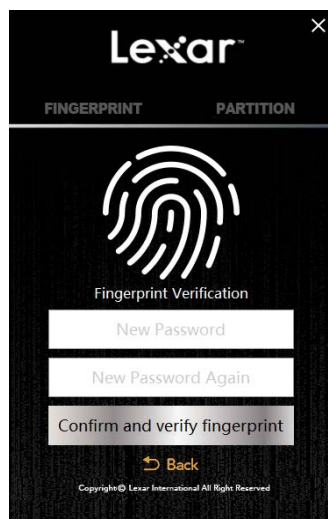 Lexar™
FINGERPRINT PARTITION
Fingerprint Verification
New Password
New Password Again
Confirm and verify fingerprint
Back
Copyright© Lexar International All Right Reserved